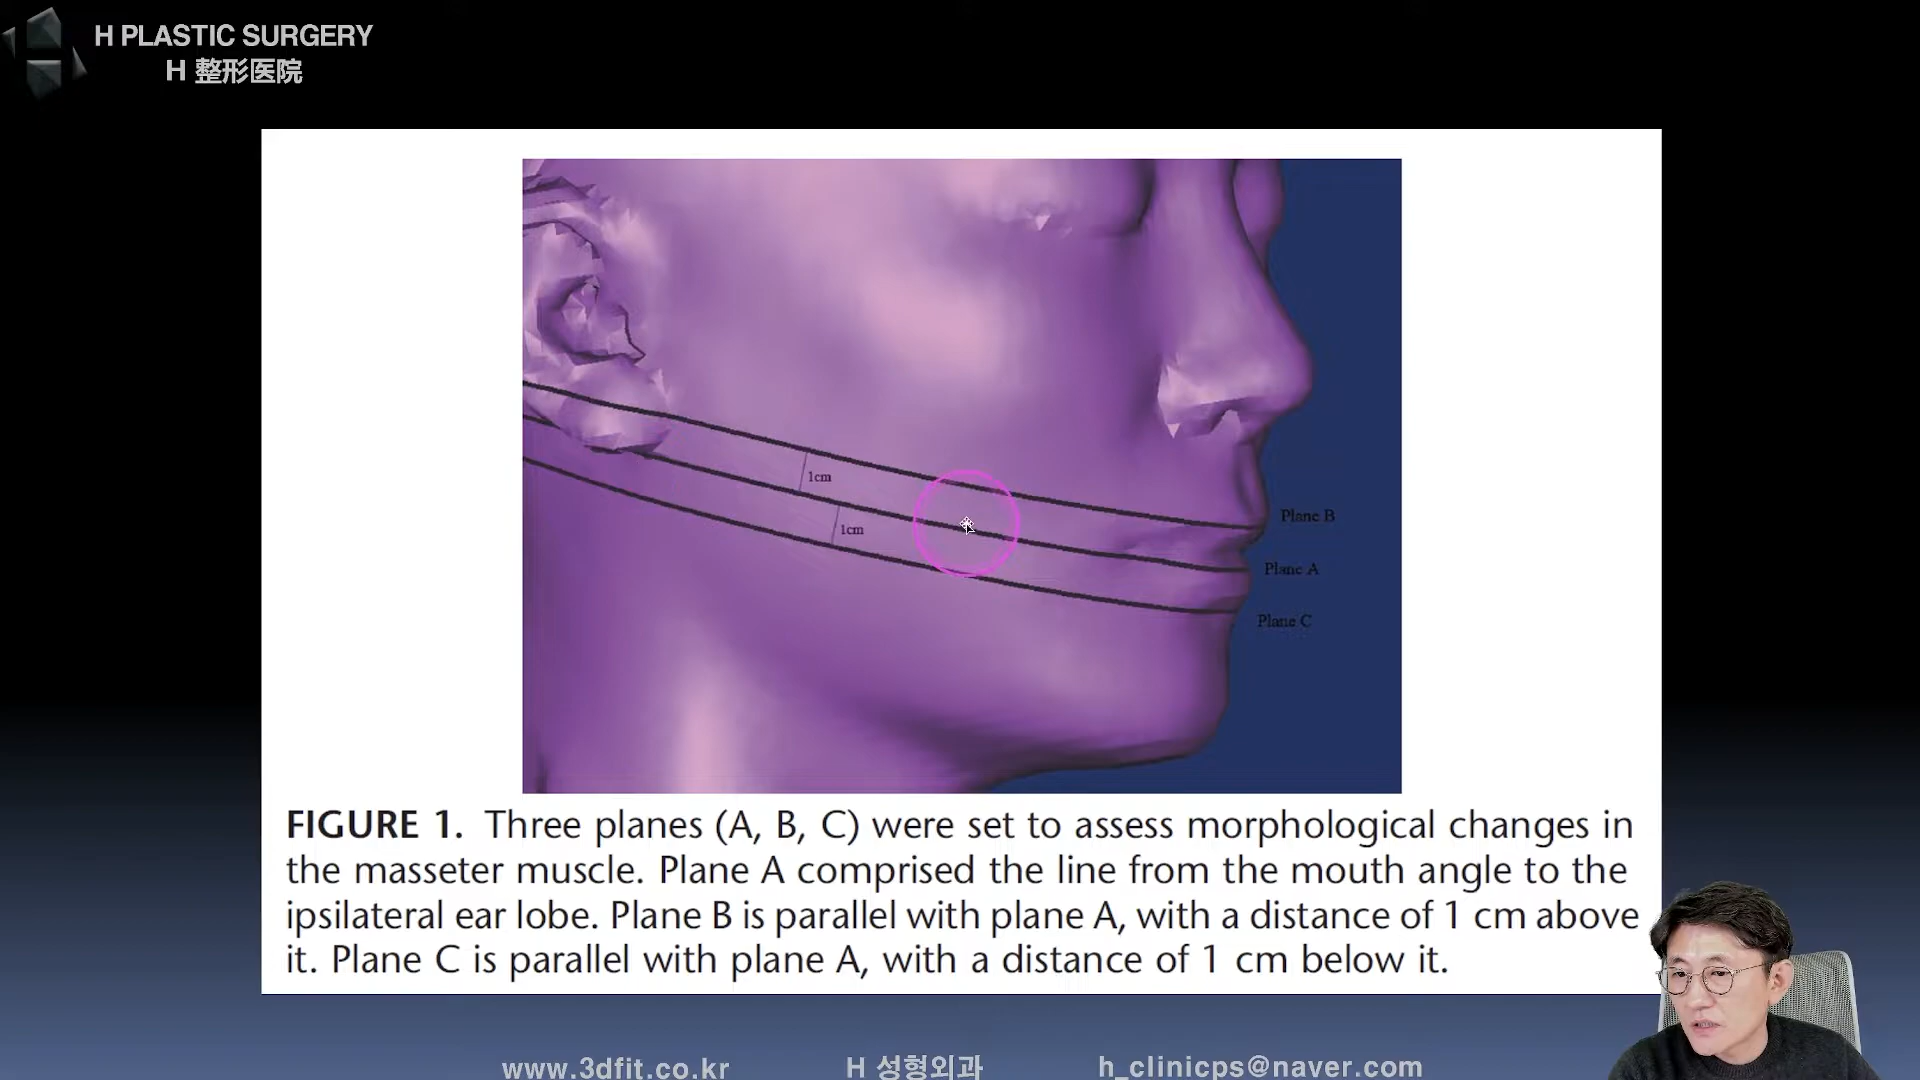 H PLASTIC SURGERY
H 整形医院
1cm
1cm
Plane B
Plane A
Plane C
FIGURE 1. Three planes (A, B, C) were set to assess morphological changes in
the masseter muscle. Plane A comprised the line from the mouth angle to the
ipsilateral ear lobe. Plane B is parallel with plane A, with a distance of 1 cm above
it. Plane C is parallel with plane A, with a distance of 1 cm below it.
www.3dfit.co.kr H 성형외과 h_clinicps@naver.com